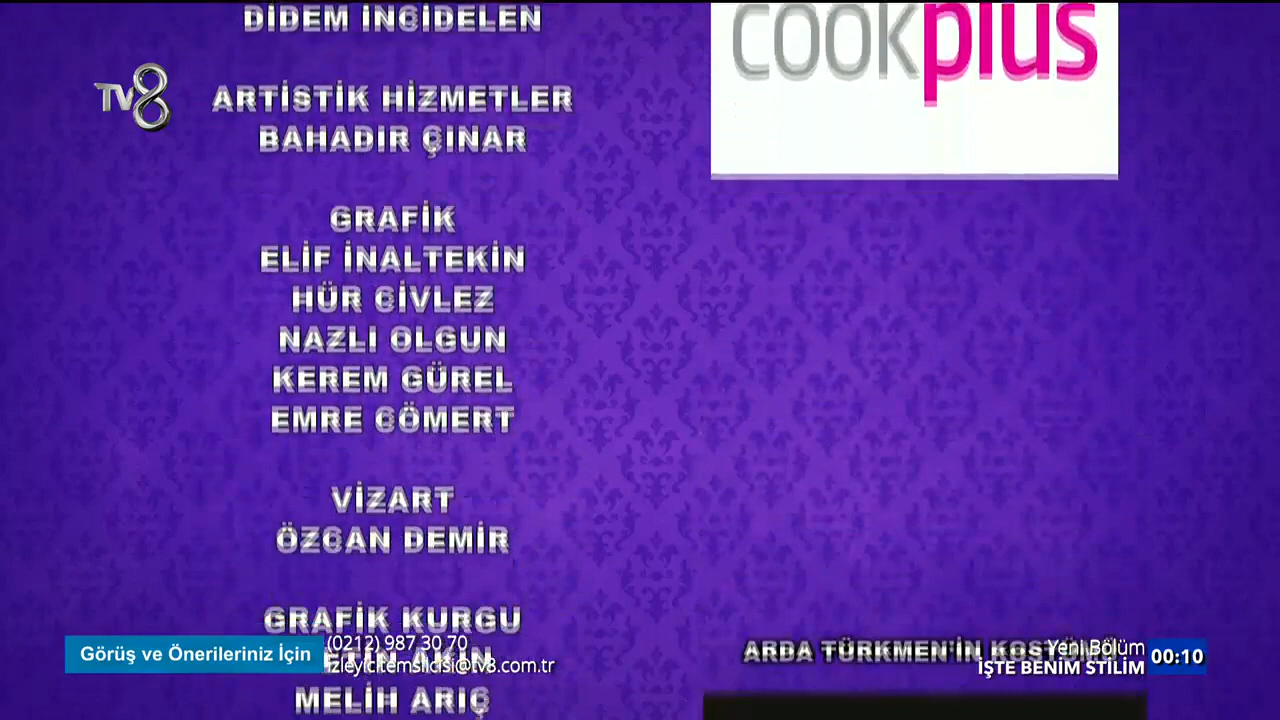 DİDEM İNCİDELEN
cookplus
TV8
ARTİSTİK HİZMETLER
BAHADIR ÇINAR
GRAFİK
ELİF İNALTEKİN
HÜR CİVLEZ
NAZLI OLGUN
KEREM GÜREL
EMRE CÖMERT
VİZART
ÖZCAN DEMİR
GRAFİK KURGU
AKIN
MELİH ARIÇ
Görüş ve Önerileriniz İçin
(0212) 987 30 70
izleyicitemsilcisi@tv8.com.tr
ARDA TÜRKMEN'İN
Yeni Bölüm
İŞTE BENİM STİLİM
00:10